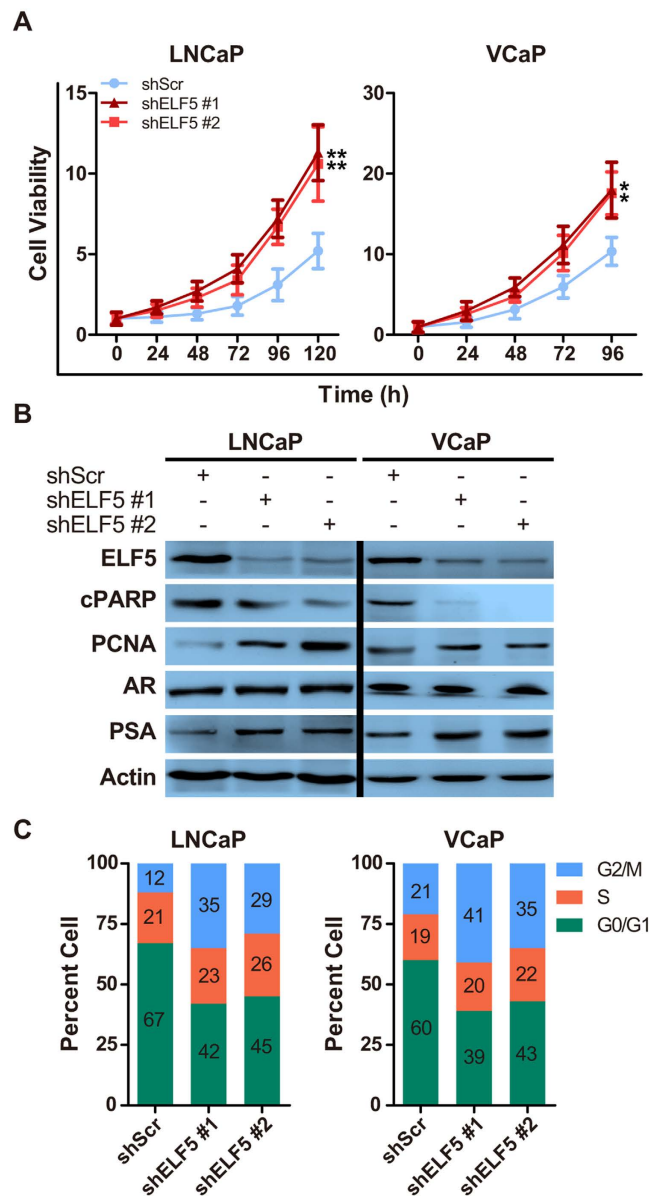 A
LNCaP VCaP
shScr
shELF5 #1
shELF5 #2
Cell Viability
15
10
5
0
**
**
0 24 48 72 96 120
30
20
10
0
*
*
0 24 48 72 96
Time (h)
B
LNCaP VCaP
shScr + - - + - -
shELF5 #1 - + - - + -
shELF5 #2 - - + - - +
ELF5
cPARP
PCNA
AR
PSA
Actin
C
LNCaP VCaP
Percent Cell
100
75
50
25
0
12 35 29
21 23 26
67 42 45
shScr shELF5 #1 shELF5 #2
Percent Cell
100
75
50
25
0
21 41 35
19 20 22
60 39 43
shScr shELF5 #1 shELF5 #2
G2/M
S
G0/G1